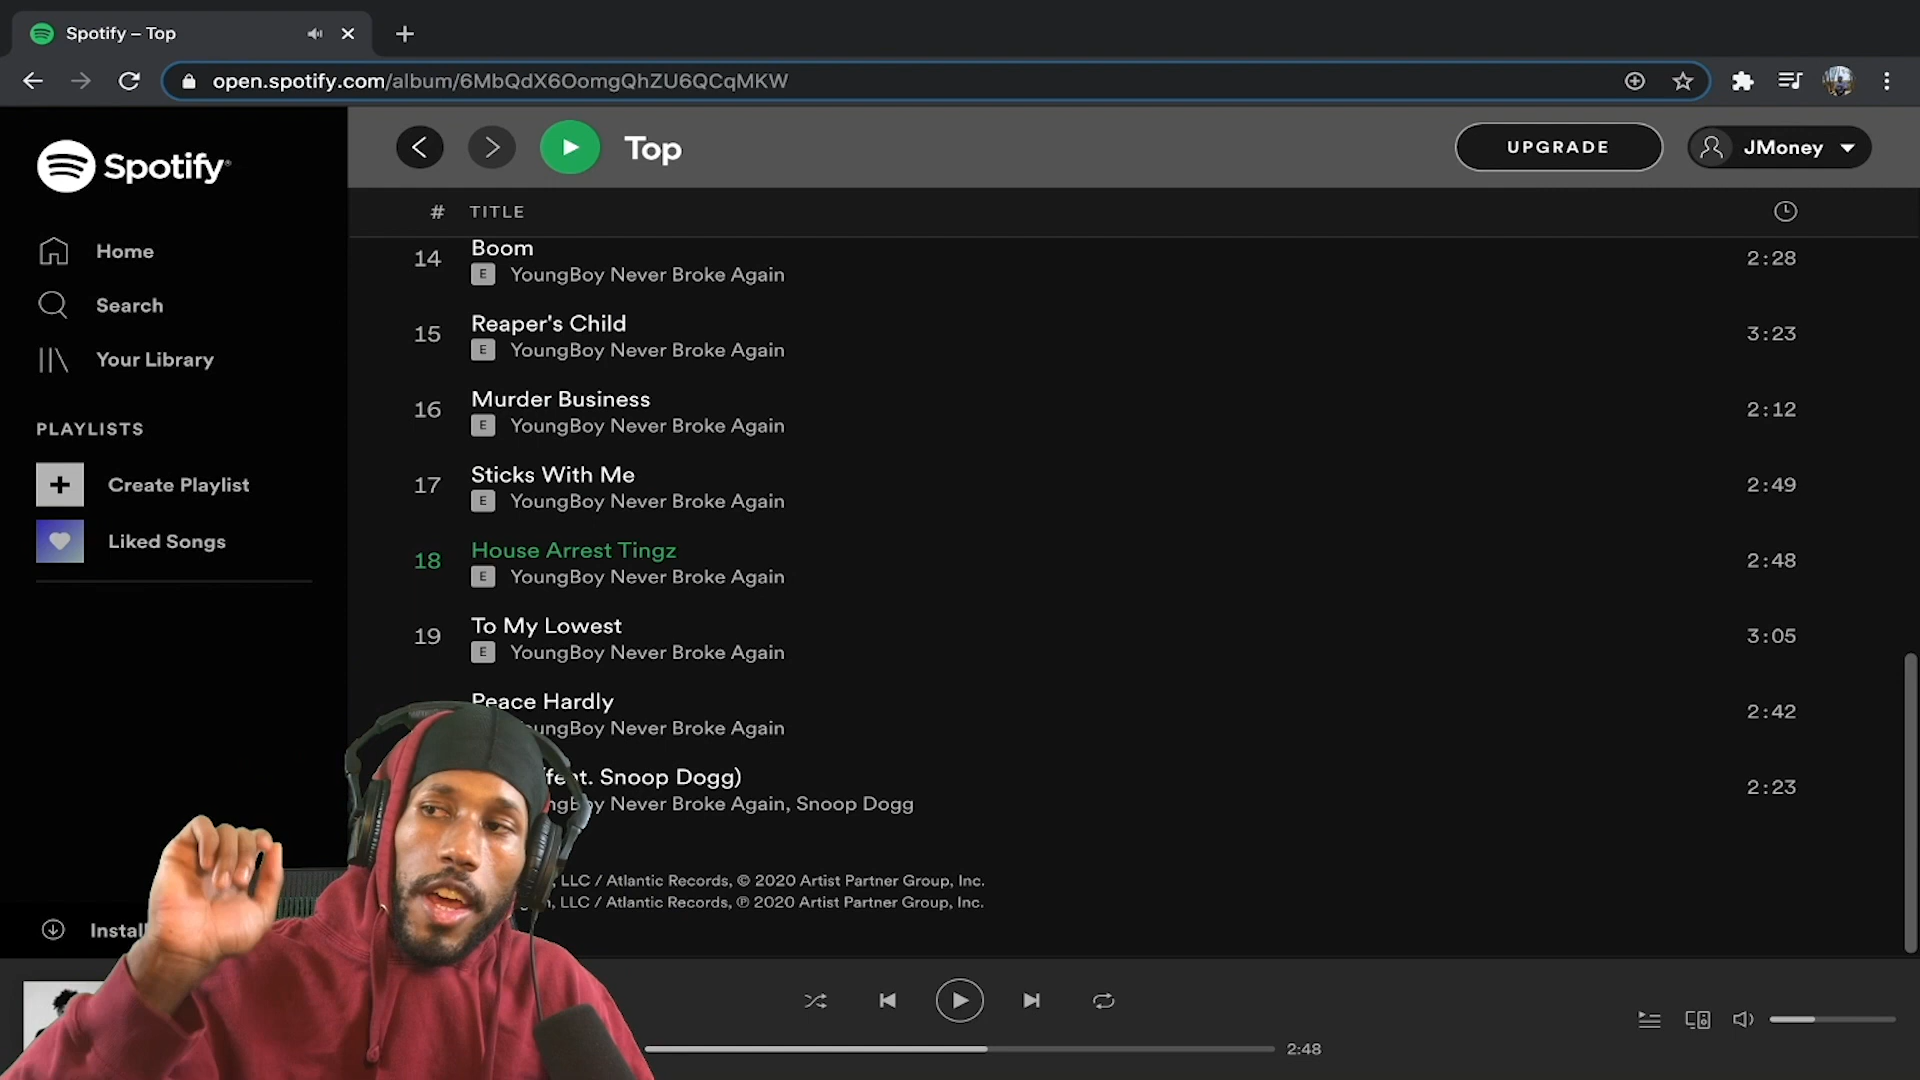 Spotify – Top
open.spotify.com/album/6MbQdX6OomgQhZU6QCqMKW
Spotify
Top
UPGRADE
JMoney
Home
Search
Your Library
PLAYLISTS
Create Playlist
Liked Songs
Install
# TITLE
14 Boom 2:28
E YoungBoy Never Broke Again
15 Reaper's Child 3:23
E YoungBoy Never Broke Again
16 Murder Business 2:12
E YoungBoy Never Broke Again
17 Sticks With Me 2:49
E YoungBoy Never Broke Again
18 House Arrest Tingz 2:48
E YoungBoy Never Broke Again
19 To My Lowest 3:05
E YoungBoy Never Broke Again
Peace Hardly 2:42
YoungBoy Never Broke Again
(feat. Snoop Dogg) 2:23
Never Broke Again, Snoop Dogg
, LLC / Atlantic Records, © 2020 Artist Partner Group, Inc.
, LLC / Atlantic Records, ℗ 2020 Artist Partner Group, Inc.
2:48